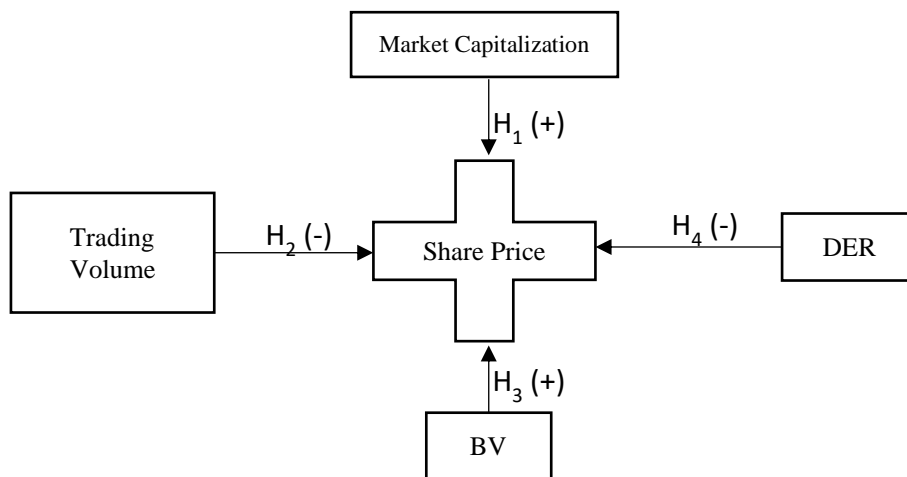 Market Capitalization
H₁ (+)
Trading
Volume
H₂ (-)
Share Price
H₄ (-)
DER
H₃ (+)
BV